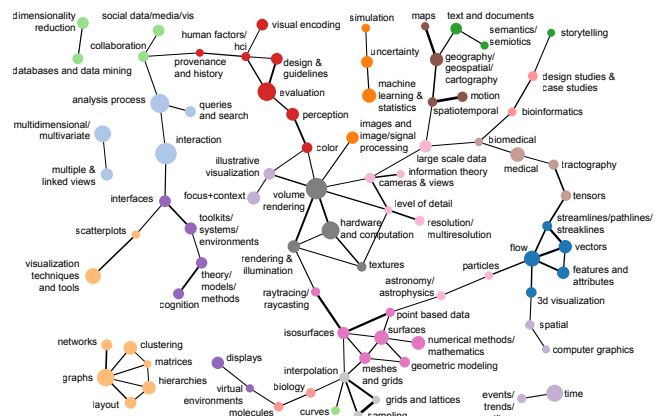 dimensionality
reduction
social data/media/vis
collaboration
databases and data mining
human factors/
hci
provenance
and history
visual encoding
design &
guidelines
evaluation
perception
color
simulation
uncertainty
machine
learning &
statistics
images and
image/signal
processing
maps
text and documents
semantics/
semiotics
geography/
geospatial/
cartography
motion
spatiotemporal
storytelling
design studies &
case studies
bioinformatics
biomedical
medical
tractography
tensors
analysis process
queries
and search
multidimensional/
multivariate
interaction
multiple &
linked views
illustrative
visualization
focus+context
volume
rendering
large scale data
information theory
cameras & views
level of detail
resolution/
multiresolution
interfaces
scatterplots
toolkits/
systems/
environments
visualization
techniques
and tools
theory/
models/
methods
cognition
hardware
and computation
rendering &
illumination
textures
streamlines/pathlines/
streaklines
flow
vectors
features and
attributes
particles
3d visualization
spatial
computer graphics
astronomy/
astrophysics
raytracing/
raycasting
point based data
isosurfaces
surfaces
numerical methods/
mathematics
meshes
and grids
geometric modeling
networks
clustering
matrices
graphs
hierarchies
layout
displays
virtual
environments
interpolation
biology
molecules
curves
grids and lattices
sampling
events/
trends/
time